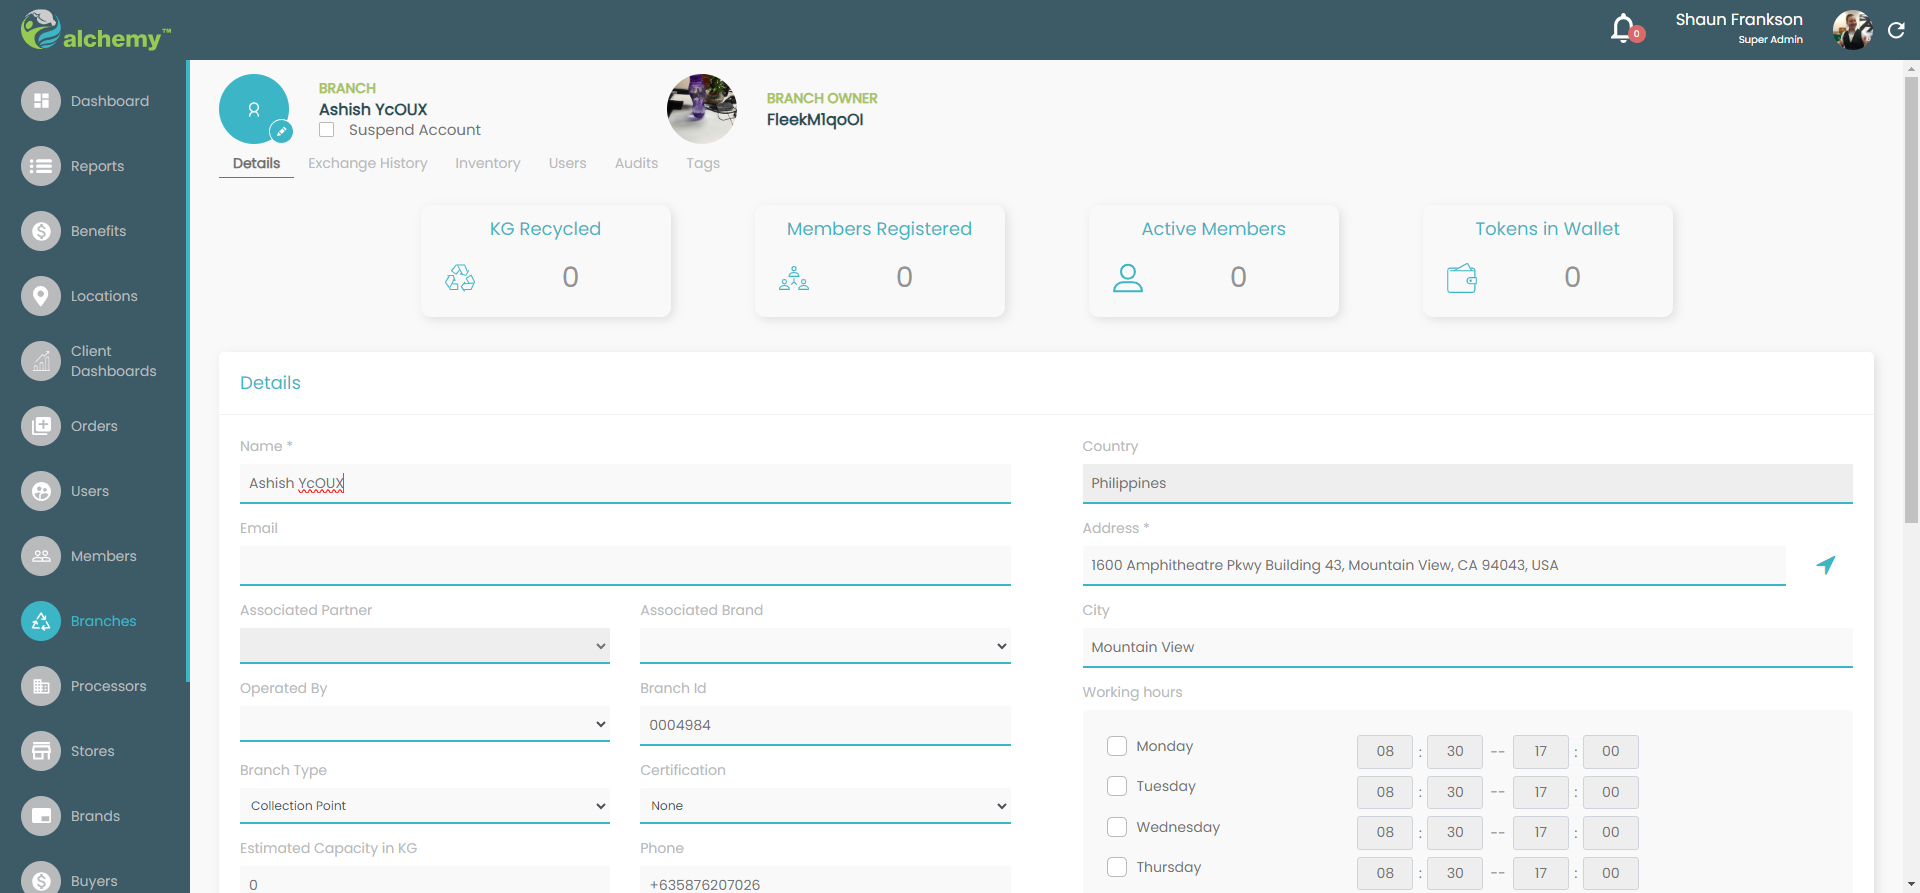 alchemy™
0
Shaun Frankson
Super Admin
Dashboard
Reports
Benefits
Locations
Client
Dashboards
Orders
Users
Members
Branches
Processors
Stores
Brands
Buyers
BRANCH
Ashish YcOUX
Suspend Account
BRANCH OWNER
FleekM1qoOl
Details
Exchange History
Inventory
Users
Audits
Tags
KG Recycled
0
Members Registered
0
Active Members
0
Tokens in Wallet
0
Details
Name *
Ashish YcOUX
Email
Associated Partner
Associated Brand
Operated By
Branch Id
0004984
Branch Type
Collection Point
Certification
None
Estimated Capacity in KG
0
Phone
+635876207026
Country
Philippines
Address *
1600 Amphitheatre Pkwy Building 43, Mountain View, CA 94043, USA
City
Mountain View
Working hours
Monday 08 : 30 -- 17 : 00
Tuesday 08 : 30 -- 17 : 00
Wednesday 08 : 30 -- 17 : 00
Thursday 08 : 30 -- 17 : 00